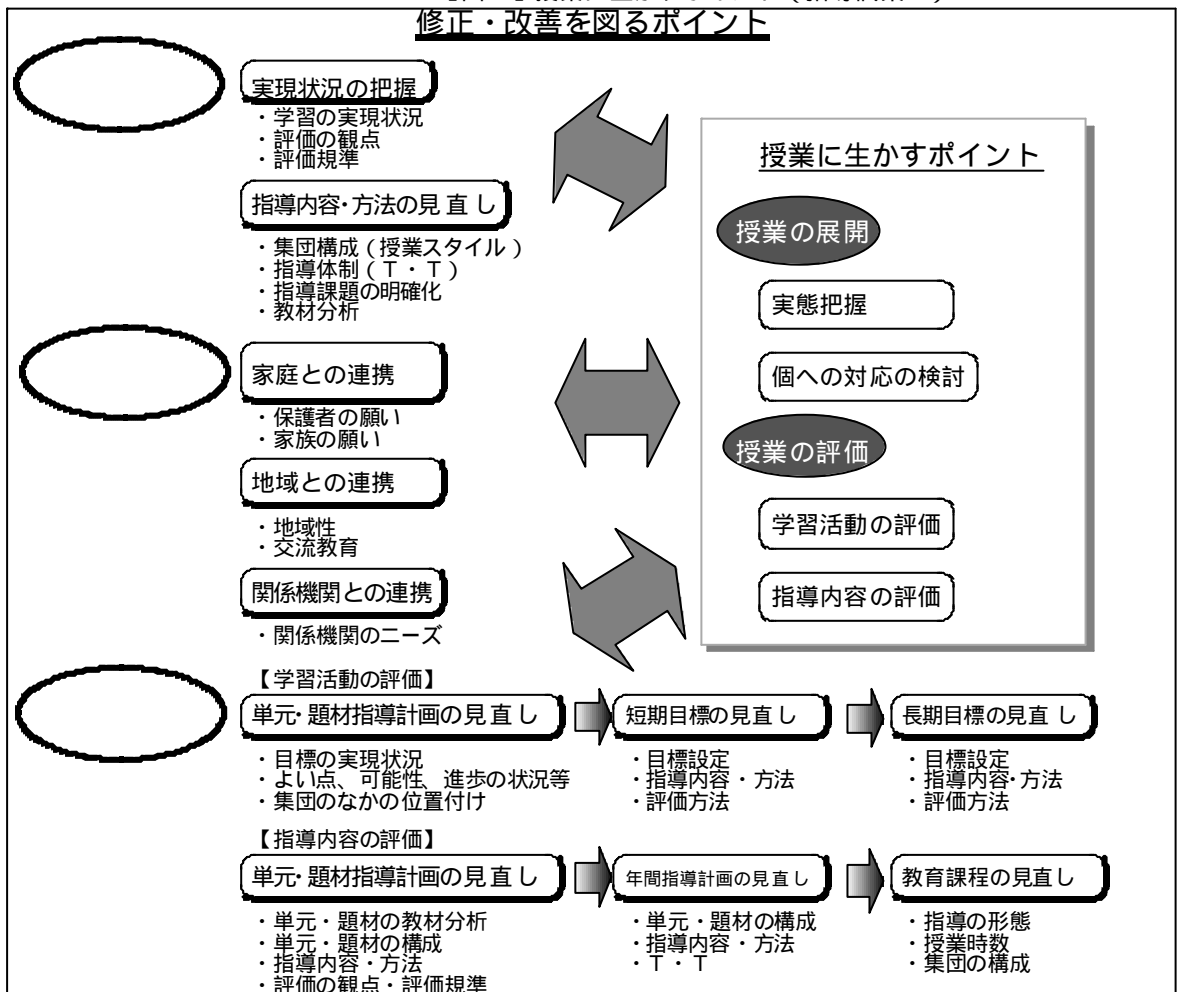 修正・改善を図るポイント
実現状況の把握
・学習の実現状況
・評価の観点
・評価規準
指導内容・方法の見直し
・集団構成(授業スタイル)
・指導体制(T・T)
・指導課題の明確化
・教材分析
家庭との連携
・保護者の願い
・家族の願い
地域との連携
・地域性
・交流教育
関係機関との連携
・関係機関のニーズ
授業に生かすポイント
授業の展開
実態把握
個への対応の検討
授業の評価
学習活動の評価
指導内容の評価
【学習活動の評価】
単元・題材指導計画の見直し
・目標の実現状況
・よい点、可能性、進歩の状況等
・集団のなかの位置付け
短期目標の見直し
・目標設定
・指導内容・方法
・評価方法
長期目標の見直し
・目標設定
・指導内容・方法
・評価方法
【指導内容の評価】
単元・題材指導計画の見直し
・単元・題材の教材分析
・単元・題材の構成
・指導内容・方法
・評価の観点・評価規準
年間指導計画の見直し
・単元・題材の構成
・指導内容・方法
・T・T
教育課程の見直し
・指導の形態
・授業時数
・集団の構成